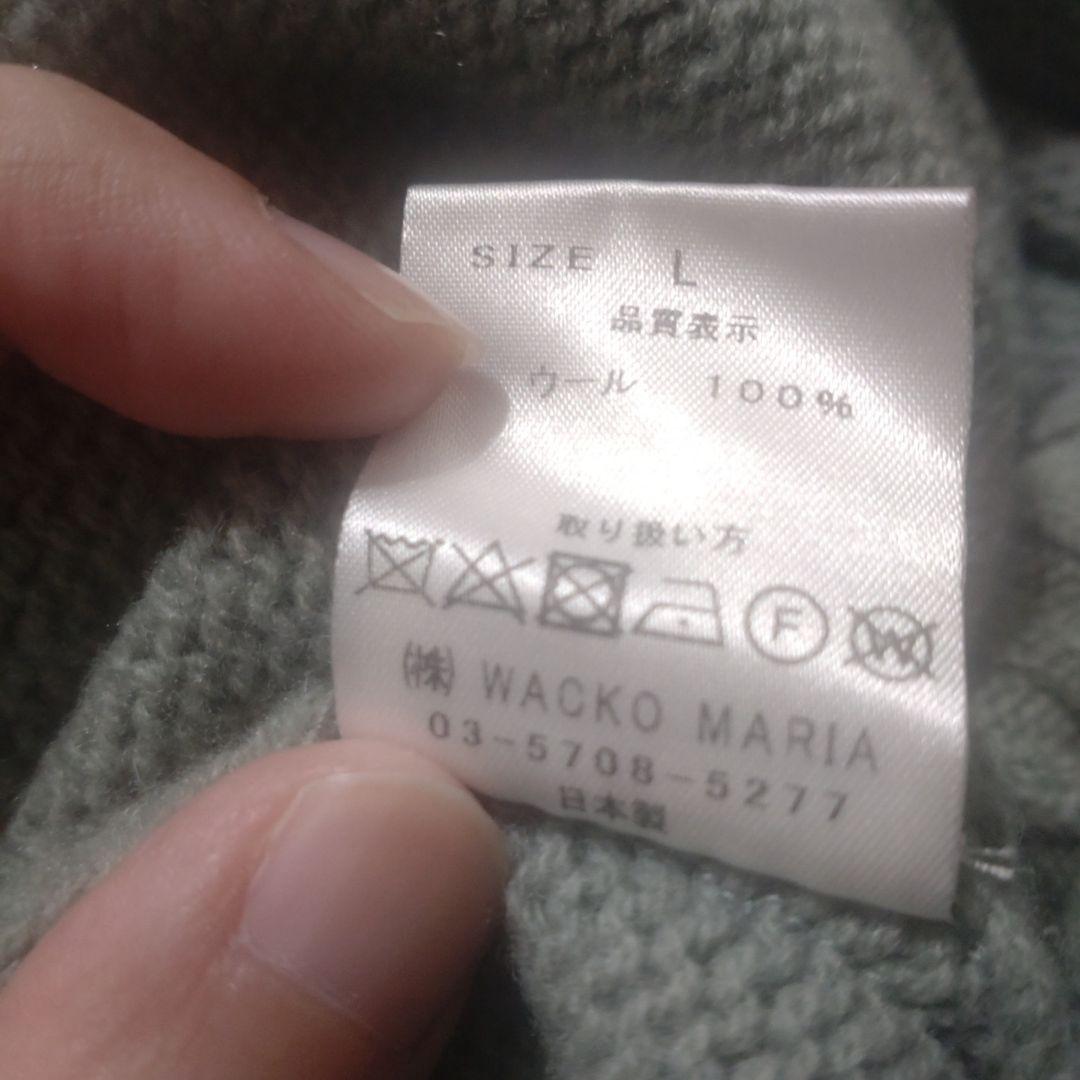 SIZE L
品質表示
ウール 100%
取り扱い方
F W
㈱ WACKO MARIA
03-5708-5277
日本製